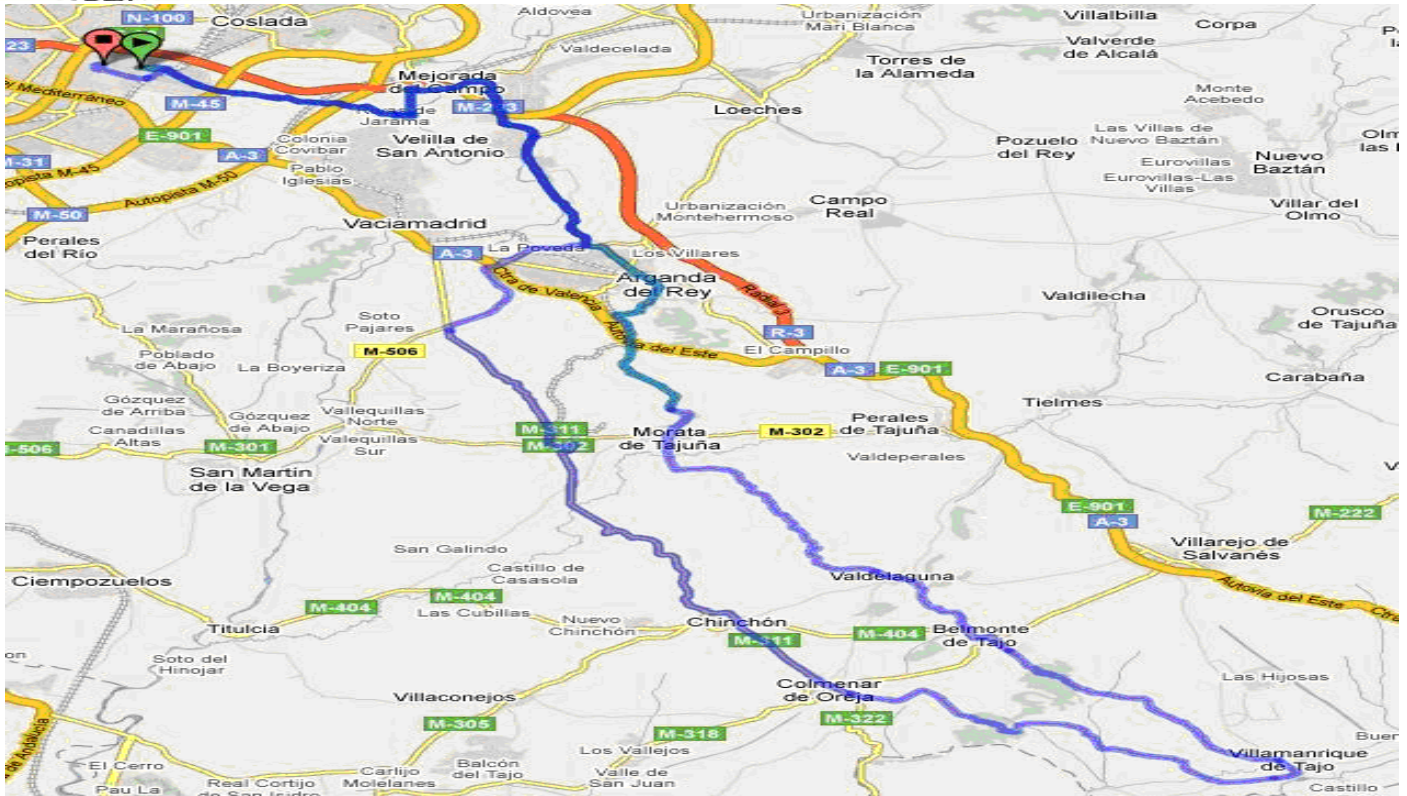 N-100
Coslada
Aldovea
Urbanización
Mari Blanca
Villalbilla
Corpa
23
Valdecelada
Valverde
de Alcalá
Torres de
la Alameda
Mejorada
del Campo
Mediterráneo
M-45
Jarama
Loeches
Monte
Acebedo
E-901
Velilla de
San Antonio
Colonia
Covibar
A-3
M-31
Pablo
Iglesias
Pozuelo
del Rey
Las Villas de
Nuevo Baztán
Eurovillas
Eurovillas-Las
Villas
Nuevo
Baztán
Autopista M-45
Autopista M-50
M-50
Vaciamadrid
Urbanización
Montehermoso
Campo
Real
Villar del
Olmo
Perales
del Río
A-3
La Poveda
Los Villares
Ctra de Valencia
Arganda
del Rey
Radial 3
Valdilecha
Orusco
de Tajuña
La Marañosa
Soto
Pajares
R-3
Autovía del Este
El Campillo
Poblado
de Abajo
La Boyeriza
M-506
A-3
E-901
Carabaña
Gózquez
de Arriba
Gózquez
de Abajo
Vallequillas
Norte
Tielmes
Canadillas
Altas
M-301
Valequillas
Sur
M-311
Morata
de Tajuña
M-302
Perales
de Tajuña
-506
Valdeperales
San Martín
de la Vega
E-901
A-3
M-222
Villarejo de
Salvanés
San Galindo
Castillo de
Casasola
Ciempozuelos
Valdelaguna
Autovía del Este
M-404
M-404
Las Cubillas
Titulcia
Nuevo
Chinchón
Chinchón
M-311
M-404
Belmonte
de Tajo
Soto del
Hinojar
Colmenar
de Oreja
Las Hijosas
Villaconejos
M-305
M-318
M-322
Los Vallejos
Villamanrique
de Tajo
El Cerro
Balcón
del Tajo
Valle de
San Juan
Real Cortijo
de San Isidro
Carlijo
Molelanes
Castillo
Pau La